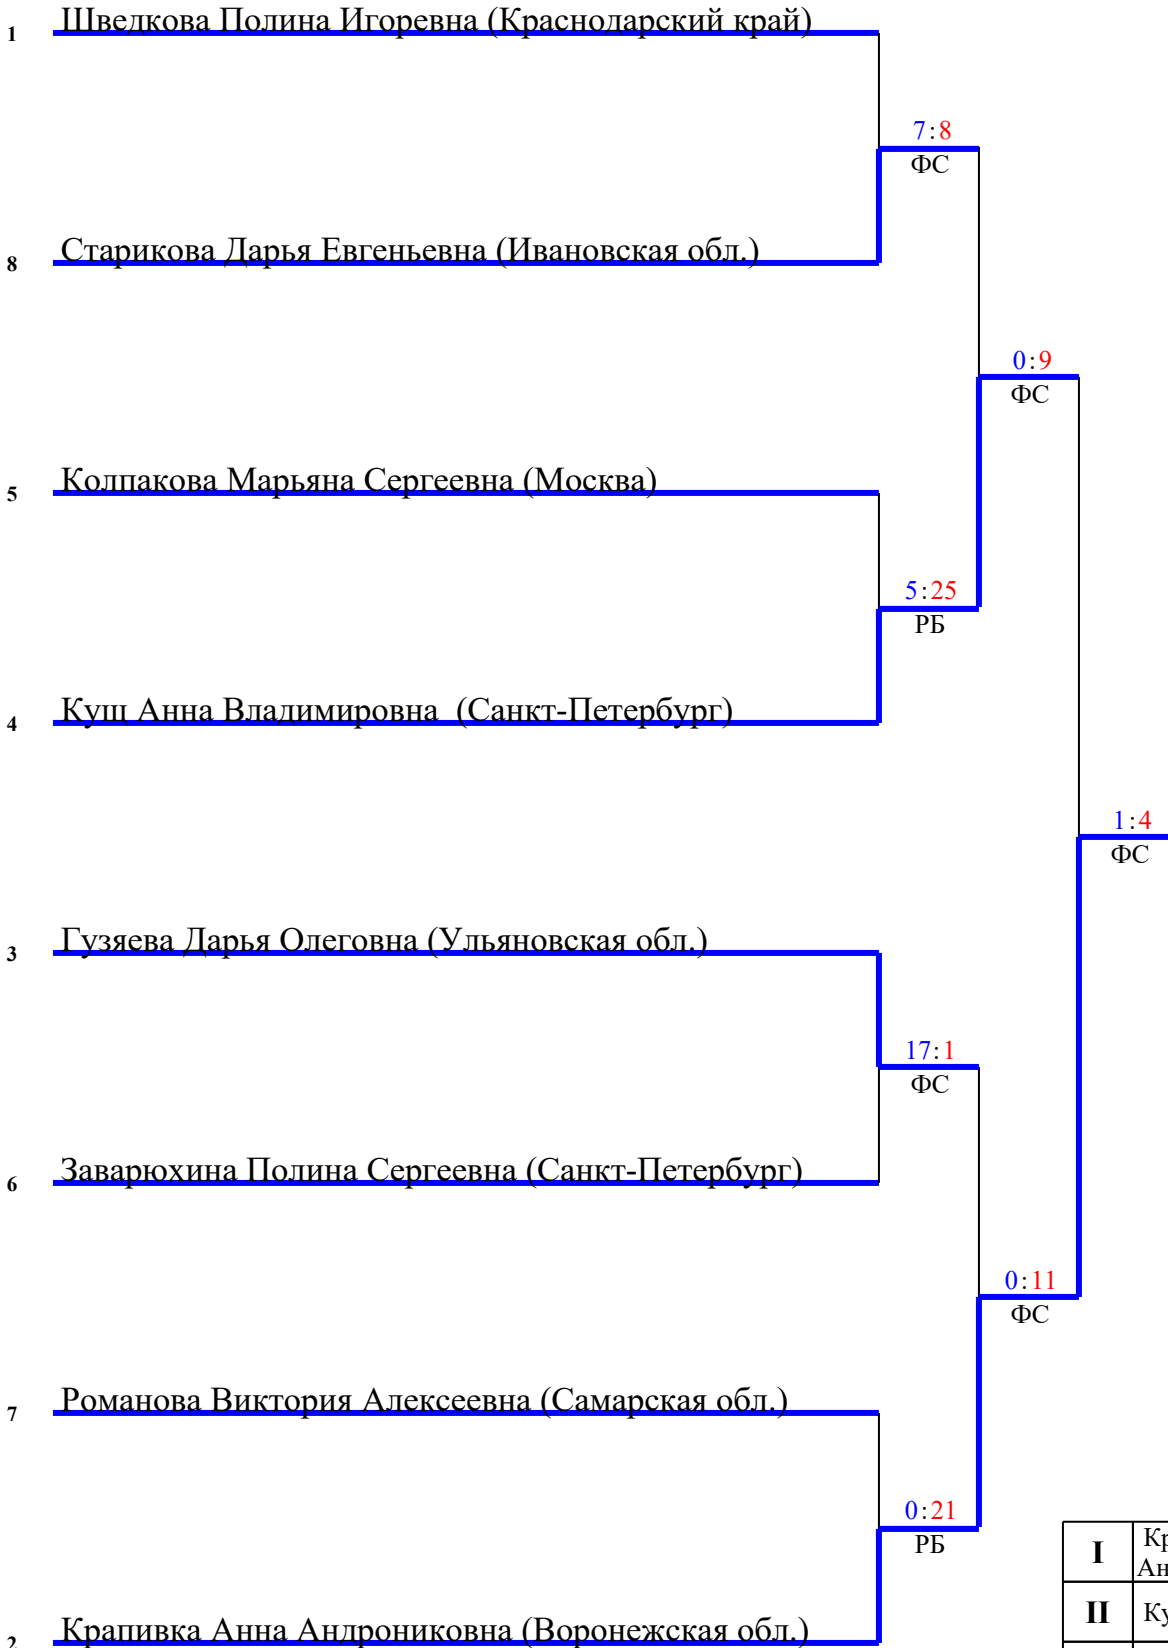 1 Шведкова Полина Игоревна (Краснодарский край)
7:8
ФС
8 Старикова Дарья Евгеньевна (Ивановская обл.)
0:9
ФС
5 Колпакова Марьяна Сергеевна (Москва)
5:25
РБ
4 Кущ Анна Владимировна (Санкт-Петербург)
1:4
ФС
3 Гузяева Дарья Олеговна (Ульяновская обл.)
17:1
ФС
6 Заварюхина Полина Сергеевна (Санкт-Петербург)
0:11
ФС
7 Романова Виктория Алексеевна (Самарская обл.)
0:21
РБ
2 Крапивка Анна Андрониковна (Воронежская обл.)
I
II